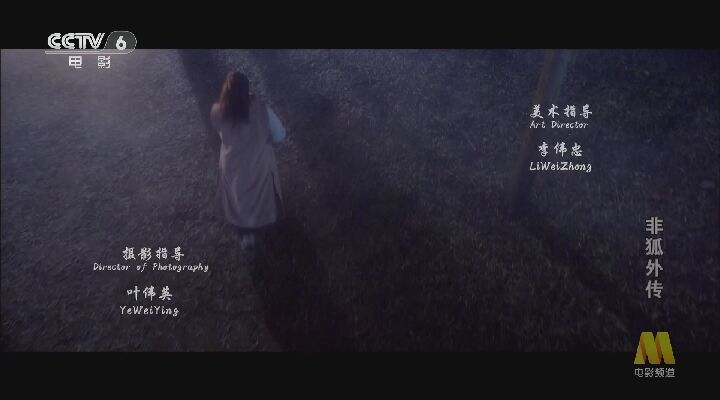 CCTV 6
电影
美术指导
Art Director
李伟忠
LiWeiZhong
摄影指导
Director of Photography
叶伟英
YeWeiYing
非狐外传
电影频道